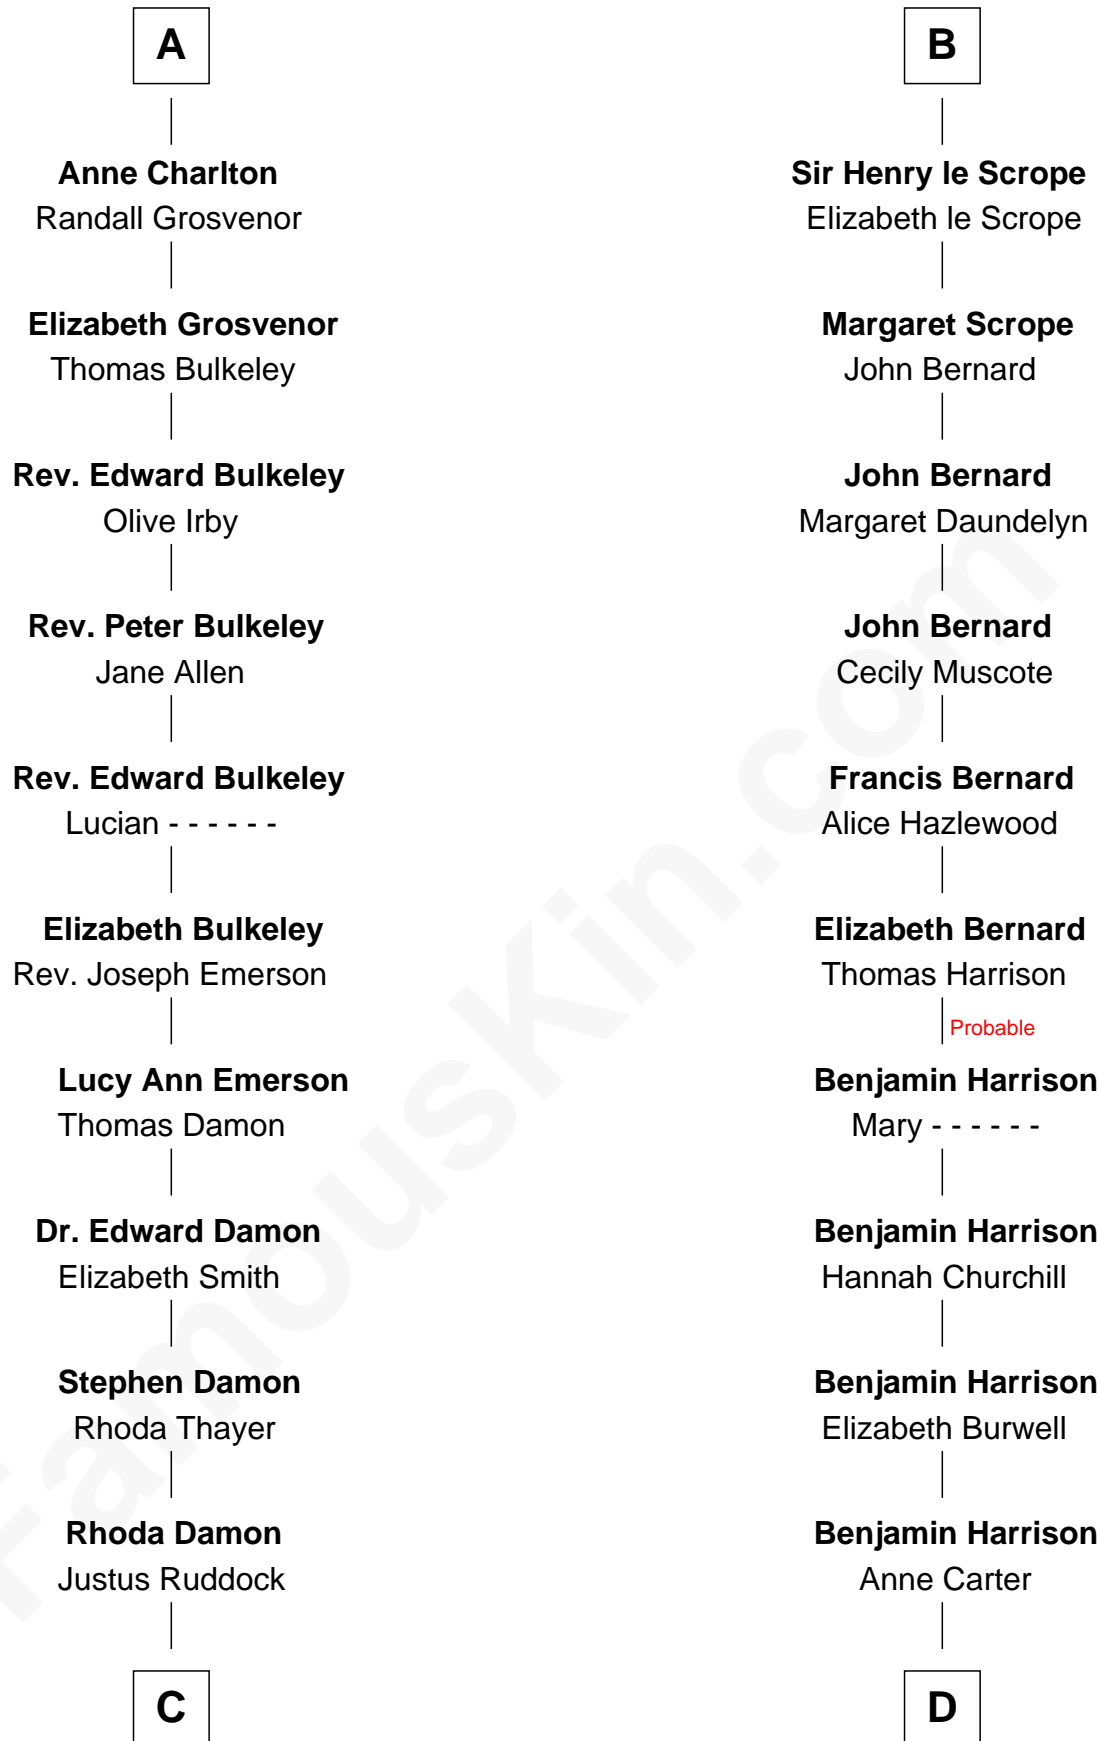 A
Anne Charlton
Randall Grosvenor
Elizabeth Grosvenor
Thomas Bulkeley
Rev. Edward Bulkeley
Olive Irby
Rev. Peter Bulkeley
Jane Allen
Rev. Edward Bulkeley
Lucian - - - - - -
Elizabeth Bulkeley
Rev. Joseph Emerson
Lucy Ann Emerson
Thomas Damon
Dr. Edward Damon
Elizabeth Smith
Stephen Damon
Rhoda Thayer
Rhoda Damon
Justus Ruddock
C
B
Sir Henry le Scrope
Elizabeth le Scrope
Margaret Scrope
John Bernard
John Bernard
Margaret Daundelyn
John Bernard
Cecily Muscote
Francis Bernard
Alice Hazlewood
Elizabeth Bernard
Thomas Harrison
Probable
Benjamin Harrison
Mary - - - - - -
Benjamin Harrison
Hannah Churchill
Benjamin Harrison
Elizabeth Burwell
Benjamin Harrison
Anne Carter
D
FamousKin.com